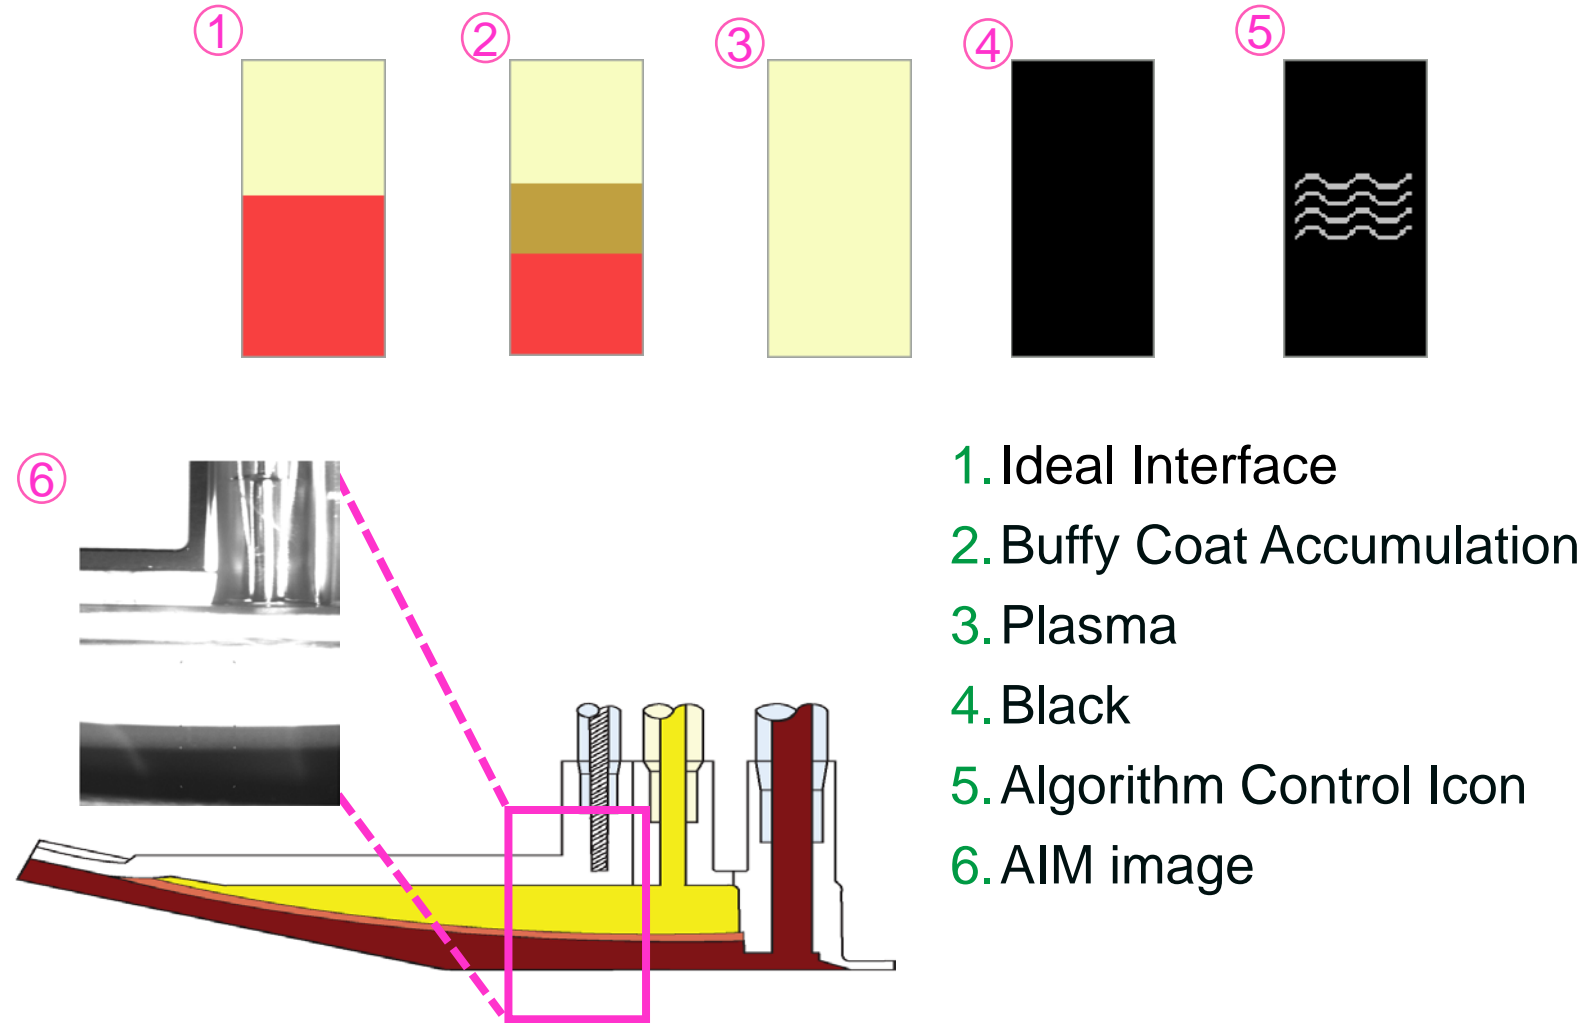 1 2 3 4 5
6
1. Ideal Interface
2. Buffy Coat Accumulation
3. Plasma
4. Black
5. Algorithm Control Icon
6. AIM image